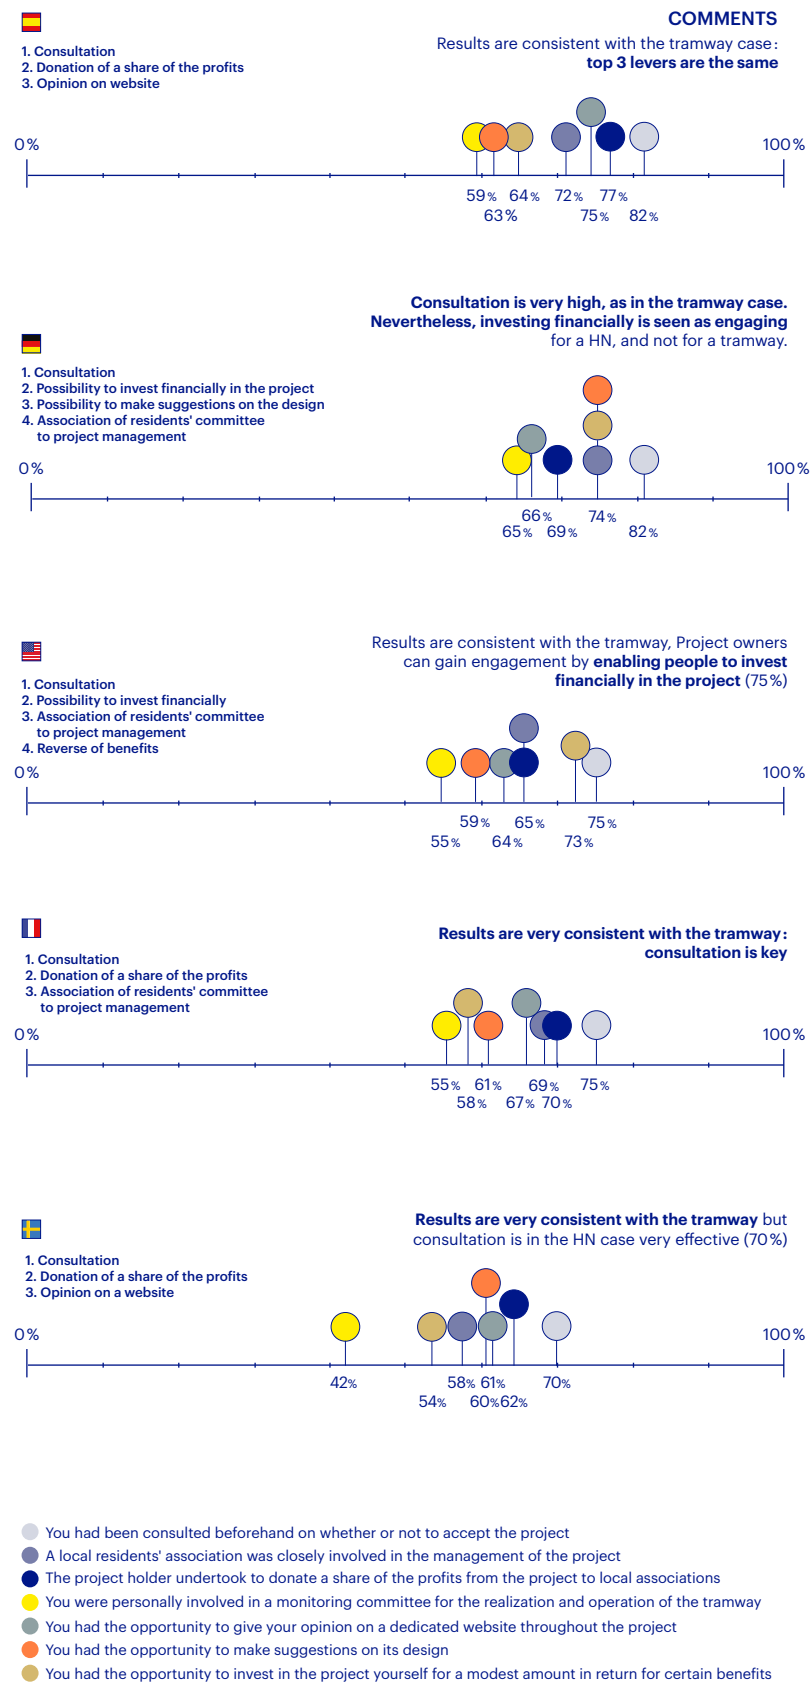 COMMENTS
Results are consistent with the tramway case:
top 3 levers are the same
1. Consultation
2. Donation of a share of the profits
3. Opinion on website
0% 100%
59% 64% 72% 77%
63% 75% 82%
Consultation is very high, as in the tramway case.
Nevertheless, investing financially is seen as engaging
for a HN, and not for a tramway.
1. Consultation
2. Possibility to invest financially in the project
3. Possibility to make suggestions on the design
4. Association of residents' committee
to project management
0% 100%
66% 74%
65% 69% 82%
Results are consistent with the tramway, Project owners
can gain engagement by enabling people to invest
financially in the project (75%)
1. Consultation
2. Possibility to invest financially
3. Association of residents' committee
to project management
4. Reverse of benefits
0% 100%
59% 65% 75%
55% 64% 73%
Results are very consistent with the tramway:
consultation is key
1. Consultation
2. Donation of a share of the profits
3. Association of residents' committee
to project management
0% 100%
55% 61% 69% 75%
58% 67% 70%
Results are very consistent with the tramway but
consultation is in the HN case very effective (70%)
1. Consultation
2. Donation of a share of the profits
3. Opinion on a website
0% 100%
42% 58% 61% 70%
54% 60% 62%
You had been consulted beforehand on whether or not to accept the project
A local residents' association was closely involved in the management of the project
The project holder undertook to donate a share of the profits from the project to local associations
You were personally involved in a monitoring committee for the realization and operation of the tramway
You had the opportunity to give your opinion on a dedicated website throughout the project
You had the opportunity to make suggestions on its design
You had the opportunity to invest in the project yourself for a modest amount in return for certain benefits